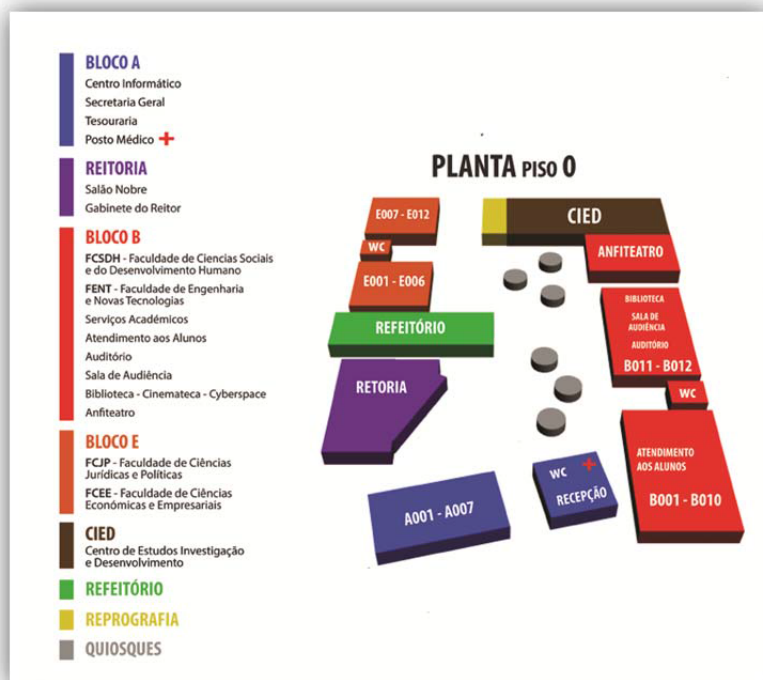 BLOCO A
Centro Informático
Secretaria Geral
Tesouraria
Posto Médico
REITORIA
Salão Nobre
Gabinete do Reitor
BLOCO B
FCSDH - Faculdade de Ciencias Sociais
e do Desenvolvimento Humano
FENT - Faculdade de Engenharia
e Novas Tecnologias
Serviços Académicos
Atendimento aos Alunos
Auditório
Sala de Audiência
Biblioteca - Cinemateca - Cyberspace
Anfiteatro
BLOCO E
FCJP - Faculdade de Ciências
Jurídicas e Políticas
FCEE - Faculdade de Ciências
Económicas e Empresariais
CIED
Centro de Estudos Investigação
e Desenvolvimento
REFEITÓRIO
REPROGRAFIA
QUIOSQUES
PLANTA PISO 0
E007 - E012
WC
E001 - E006
REFEITÓRIO
RETORIA
A001 - A007
CIED
ANFITEATRO
BIBLIOTECA
SALA DE
AUDIÊNCIA
AUDITÓRIO
B011 - B012
WC
ATENDIMENTO
AOS ALUNOS
B001 - B010
WC
RECEPÇÃO